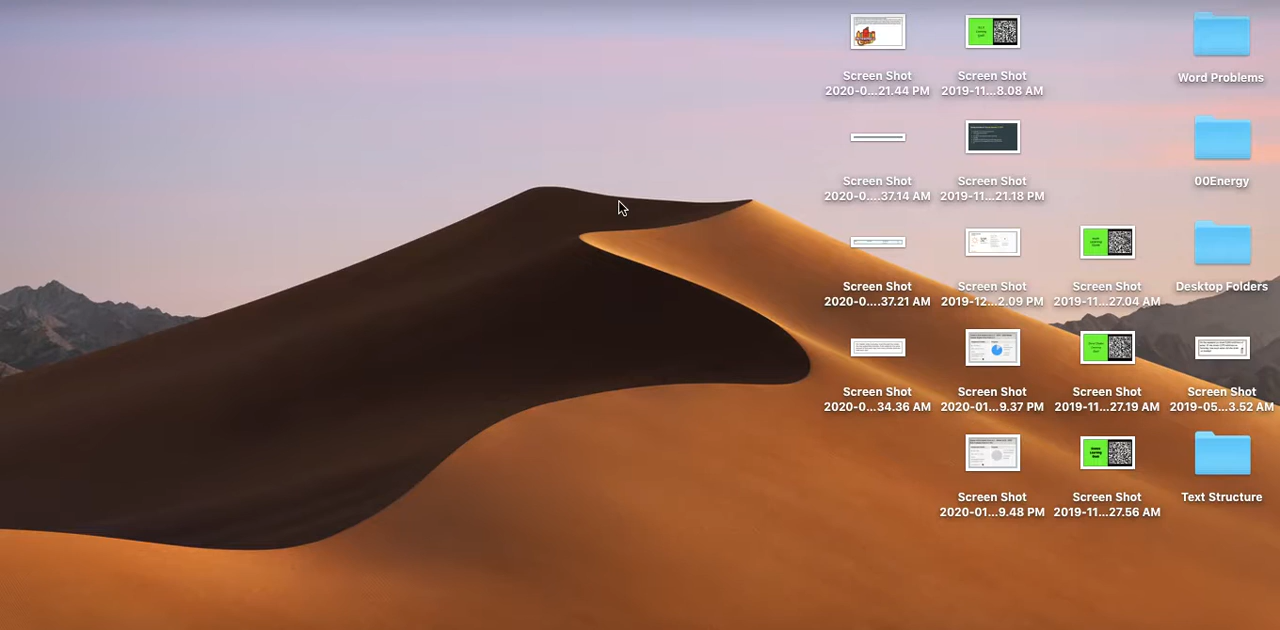 Screen Shot
2020-0...21.44 PM
Screen Shot
2019-11...8.08 AM
Word Problems
Screen Shot
2020-0....37.14 AM
Screen Shot
2019-11...21.18 PM
00Energy
Screen Shot
2020-0....37.21 AM
Screen Shot
2019-12...2.09 PM
Screen Shot
2019-11...27.04 AM
Desktop Folders
Screen Shot
2020-0...34.36 AM
Screen Shot
2020-01...9.37 PM
Screen Shot
2019-11...27.19 AM
Screen Shot
2019-05...3.52 AM
Screen Shot
2020-01...9.48 PM
Screen Shot
2019-11...27.56 AM
Text Structure